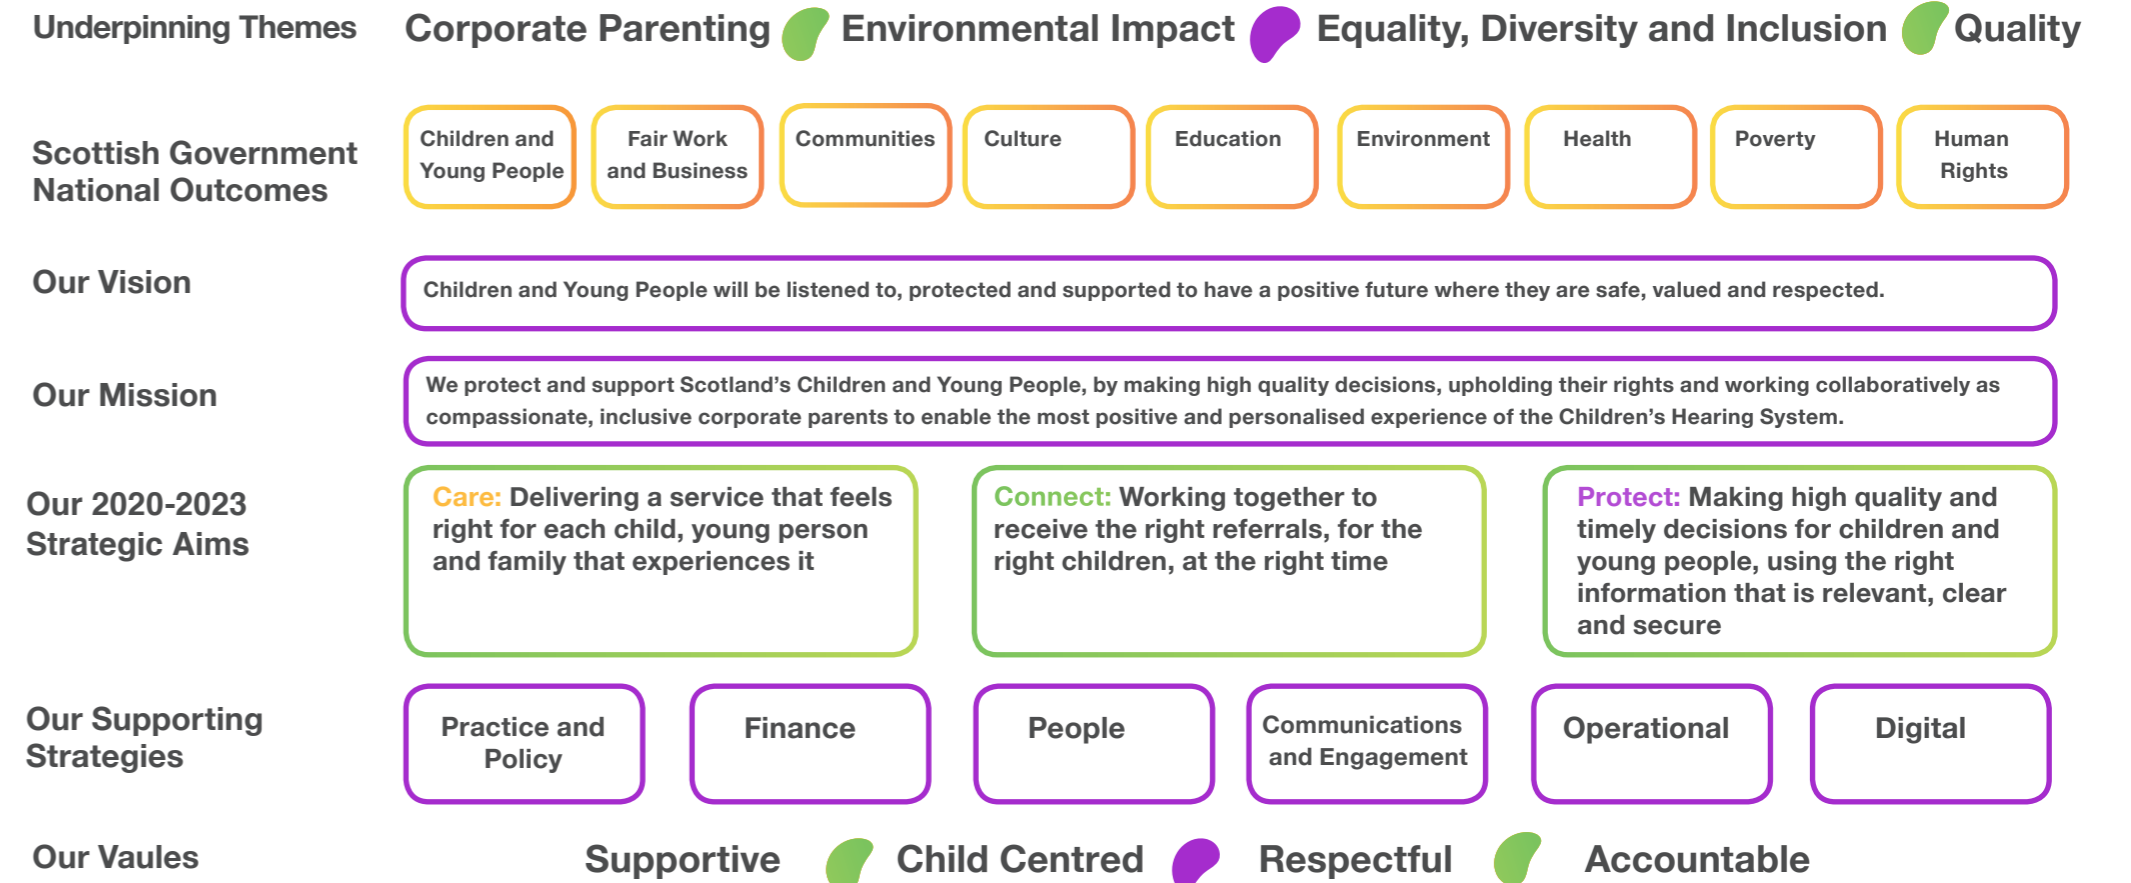 Underpinning Themes
Corporate Parenting Environmental Impact Equality, Diversity and Inclusion Quality
Scottish Government
National Outcomes
Children and
Young People
Fair Work
and Business
Communities
Culture
Education
Environment
Health
Poverty
Human
Rights
Our Vision
Children and Young People will be listened to, protected and supported to have a positive future where they are safe, valued and respected.
Our Mission
We protect and support Scotland’s Children and Young People, by making high quality decisions, upholding their rights and working collaboratively as
compassionate, inclusive corporate parents to enable the most positive and personalised experience of the Children’s Hearing System.
Our 2020-2023
Strategic Aims
Care: Delivering a service that feels
right for each child, young person
and family that experiences it
Connect: Working together to
receive the right referrals, for the
right children, at the right time
Protect: Making high quality and
timely decisions for children and
young people, using the right
information that is relevant, clear
and secure
Our Supporting
Strategies
Practice and
Policy
Finance
People
Communications
and Engagement
Operational
Digital
Our Vaules
Supportive Child Centred Respectful Accountable